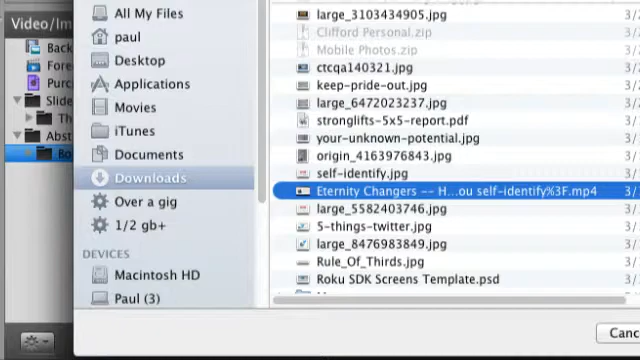 Video/Im
Back
Fore
Purc
Slide
Th
Abst
Bo
All My Files
paul
Desktop
Applications
Movies
iTunes
Documents
Downloads
Over a gig
1/2 gb+
DEVICES
Macintosh HD
Paul (3)
large_3103434905.jpg 3/
Clifford Personal.zip 3/
Mobile Photos.zip 3/
ctcqa140321.jpg 3/
keep-pride-out.jpg 3/
large_6472023237.jpg 3/
stronglifts-5x5-report.pdf 3/
your-unknown-potential.jpg 3/
origin_4163976843.jpg 3/
self-identify.jpg 3/
Eternity Changers -- H...ou self-identify%3F.mp4 3/
large_5582403746.jpg 3/
5-things-twitter.jpg 3/
large_8476983849.jpg 3/
Rule_Of_Thirds.jpg 3/
Roku SDK Screens Template.psd 3/
Canc